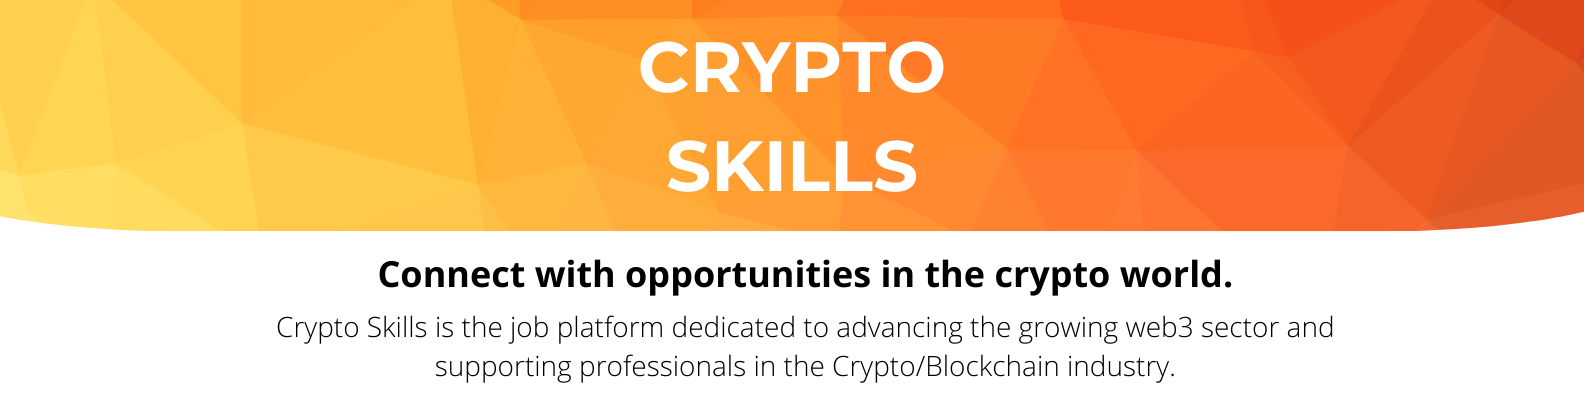 CRYPTO
SKILLS
Connect with opportunities in the crypto world.
Crypto Skills is the job platform dedicated to advancing the growing web3 sector and
supporting professionals in the Crypto/Blockchain industry.